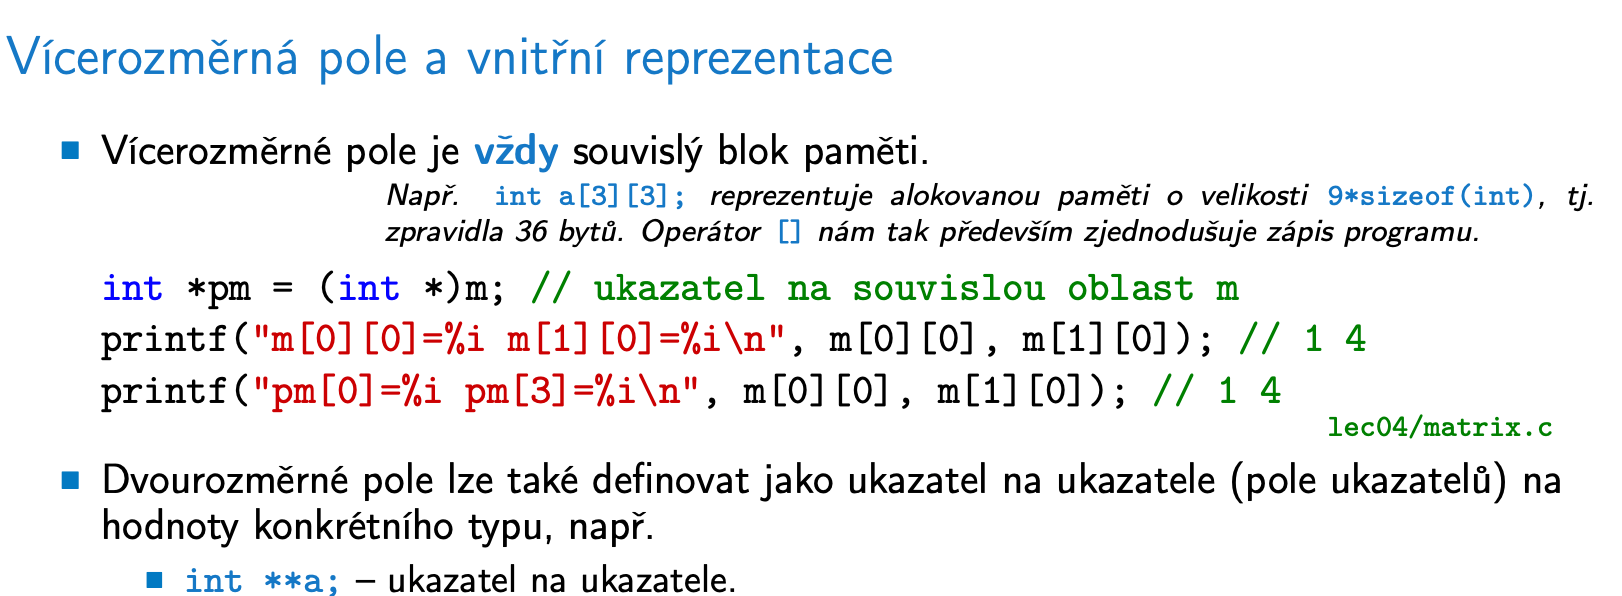 Vícerozměrná pole a vnitřní reprezentace
Vícerozměrné pole je vždy souvislý blok paměti.
Např. int a[3][3]; reprezentuje alokovanou paměti o velikosti 9*sizeof(int), tj.
zpravidla 36 bytů. Operátor [] nám tak především zjednodušuje zápis programu.
int *pm = (int *)m; // ukazatel na souvislou oblast m
printf("m[0][0]=%i m[1][0]=%i\n", m[0][0], m[1][0]); // 1 4
printf("pm[0]=%i pm[3]=%i\n", m[0][0], m[1][0]); // 1 4
lec04/matrix.c
Dvourozměrné pole lze také definovat jako ukazatel na ukazatele (pole ukazatelů) na
hodnoty konkrétního typu, např.
int **a; – ukazatel na ukazatele.